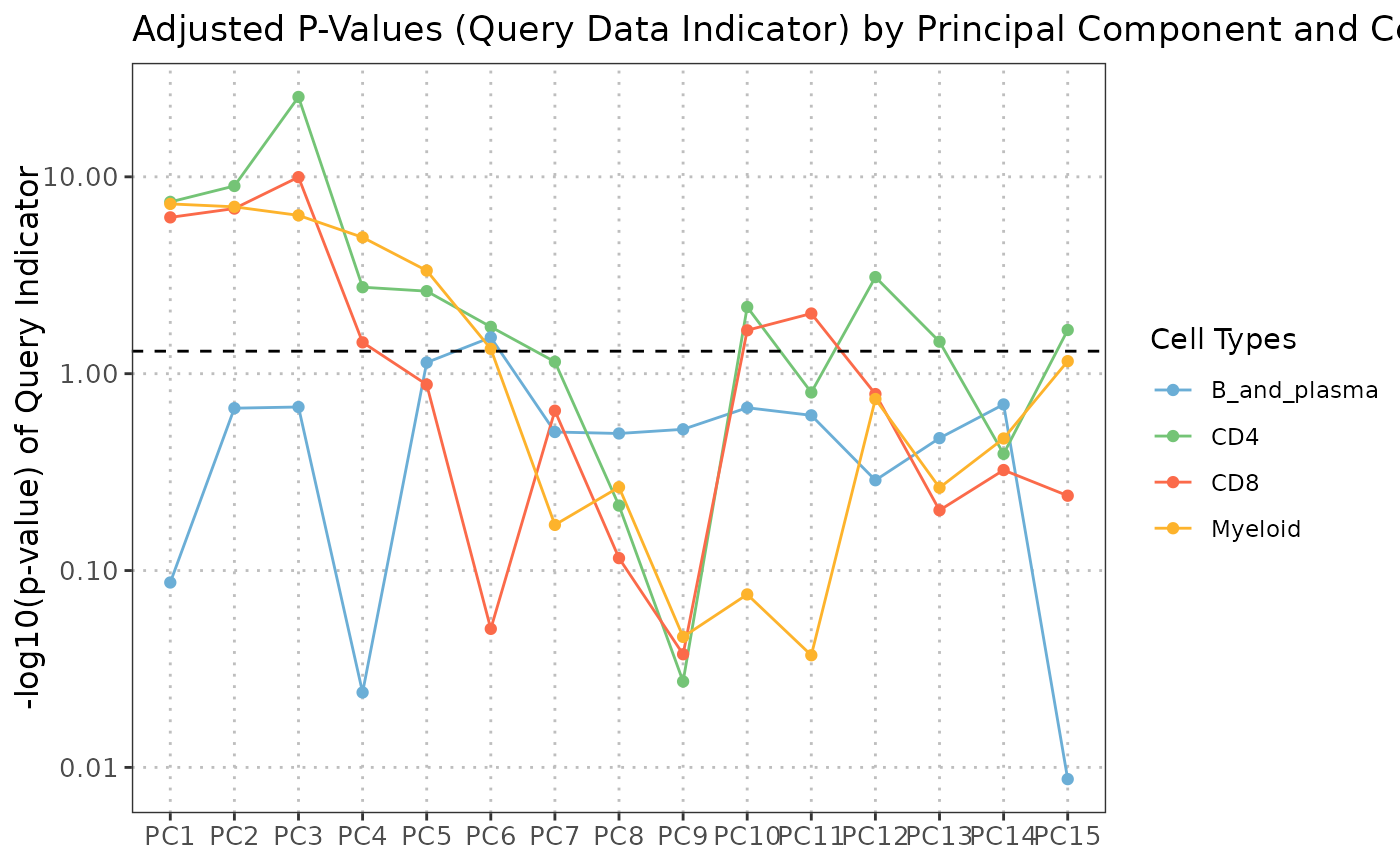 Adjusted P-Values (Query Data Indicator) by Principal Component and Ce
-log10(p-value) of Query Indicator
10.00
1.00
0.10
0.01
PC1 PC2 PC3 PC4 PC5 PC6 PC7 PC8 PC9 PC10 PC11 PC12 PC13 PC14 PC15
Cell Types
B_and_plasma
CD4
CD8
Myeloid